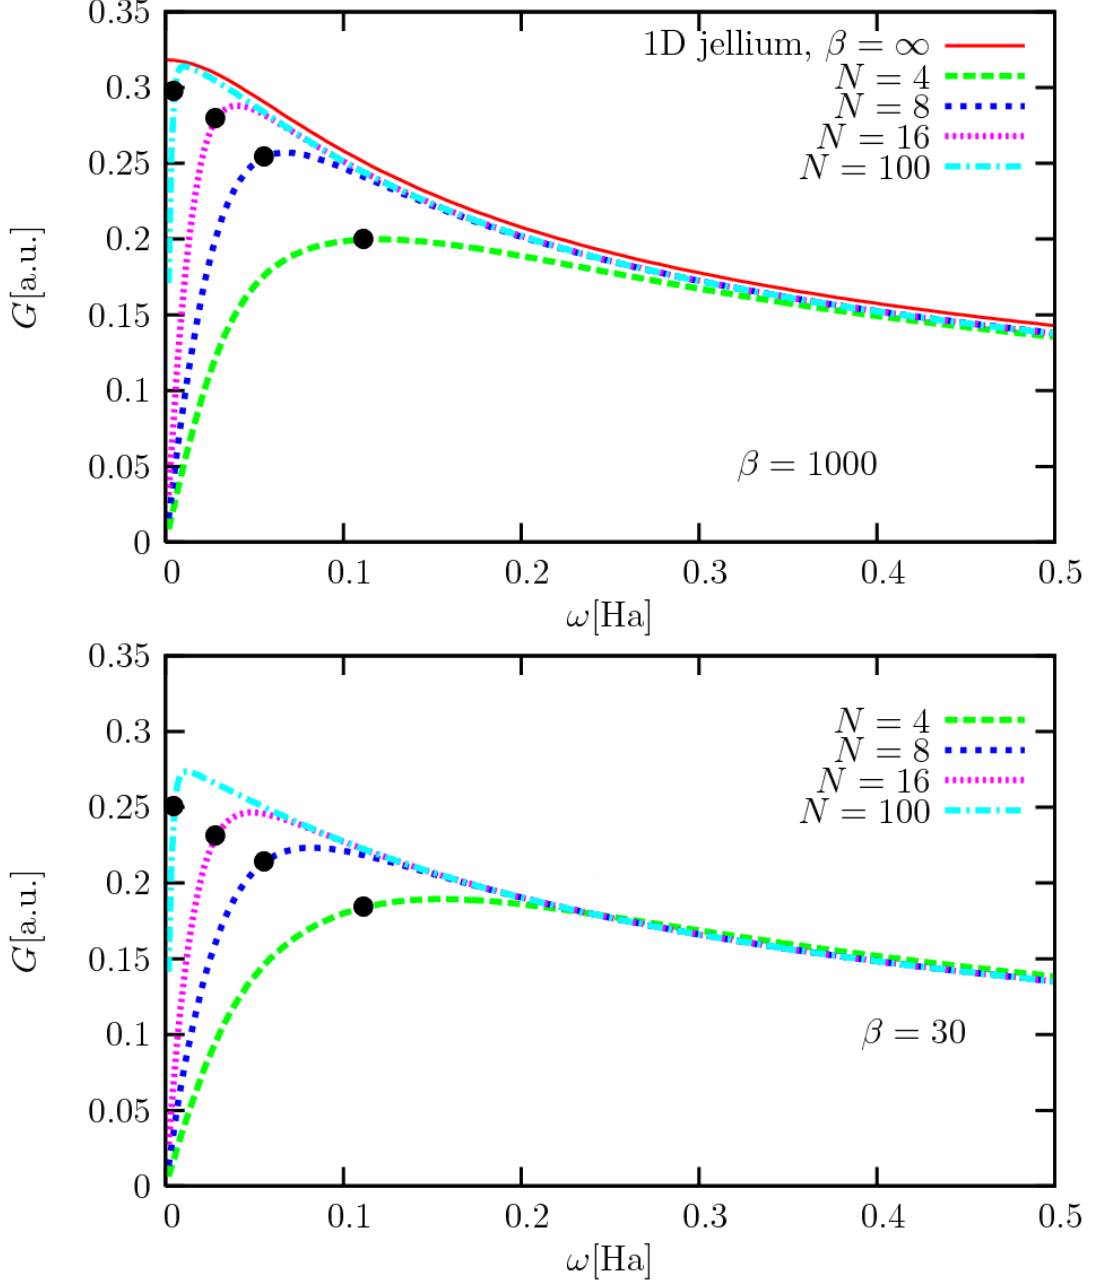 0.35
0.3
0.25
0.2
0.15
0.1
0.05
0
G[a.u.]
1D jellium, β = ∞
N = 4
N = 8
N = 16
N = 100
β = 1000
0 0.1 0.2 0.3 0.4 0.5
ω[Ha]
0.35
0.3
0.25
0.2
0.15
0.1
0.05
0
G[a.u.]
N = 4
N = 8
N = 16
N = 100
β = 30
0 0.1 0.2 0.3 0.4 0.5
ω[Ha]